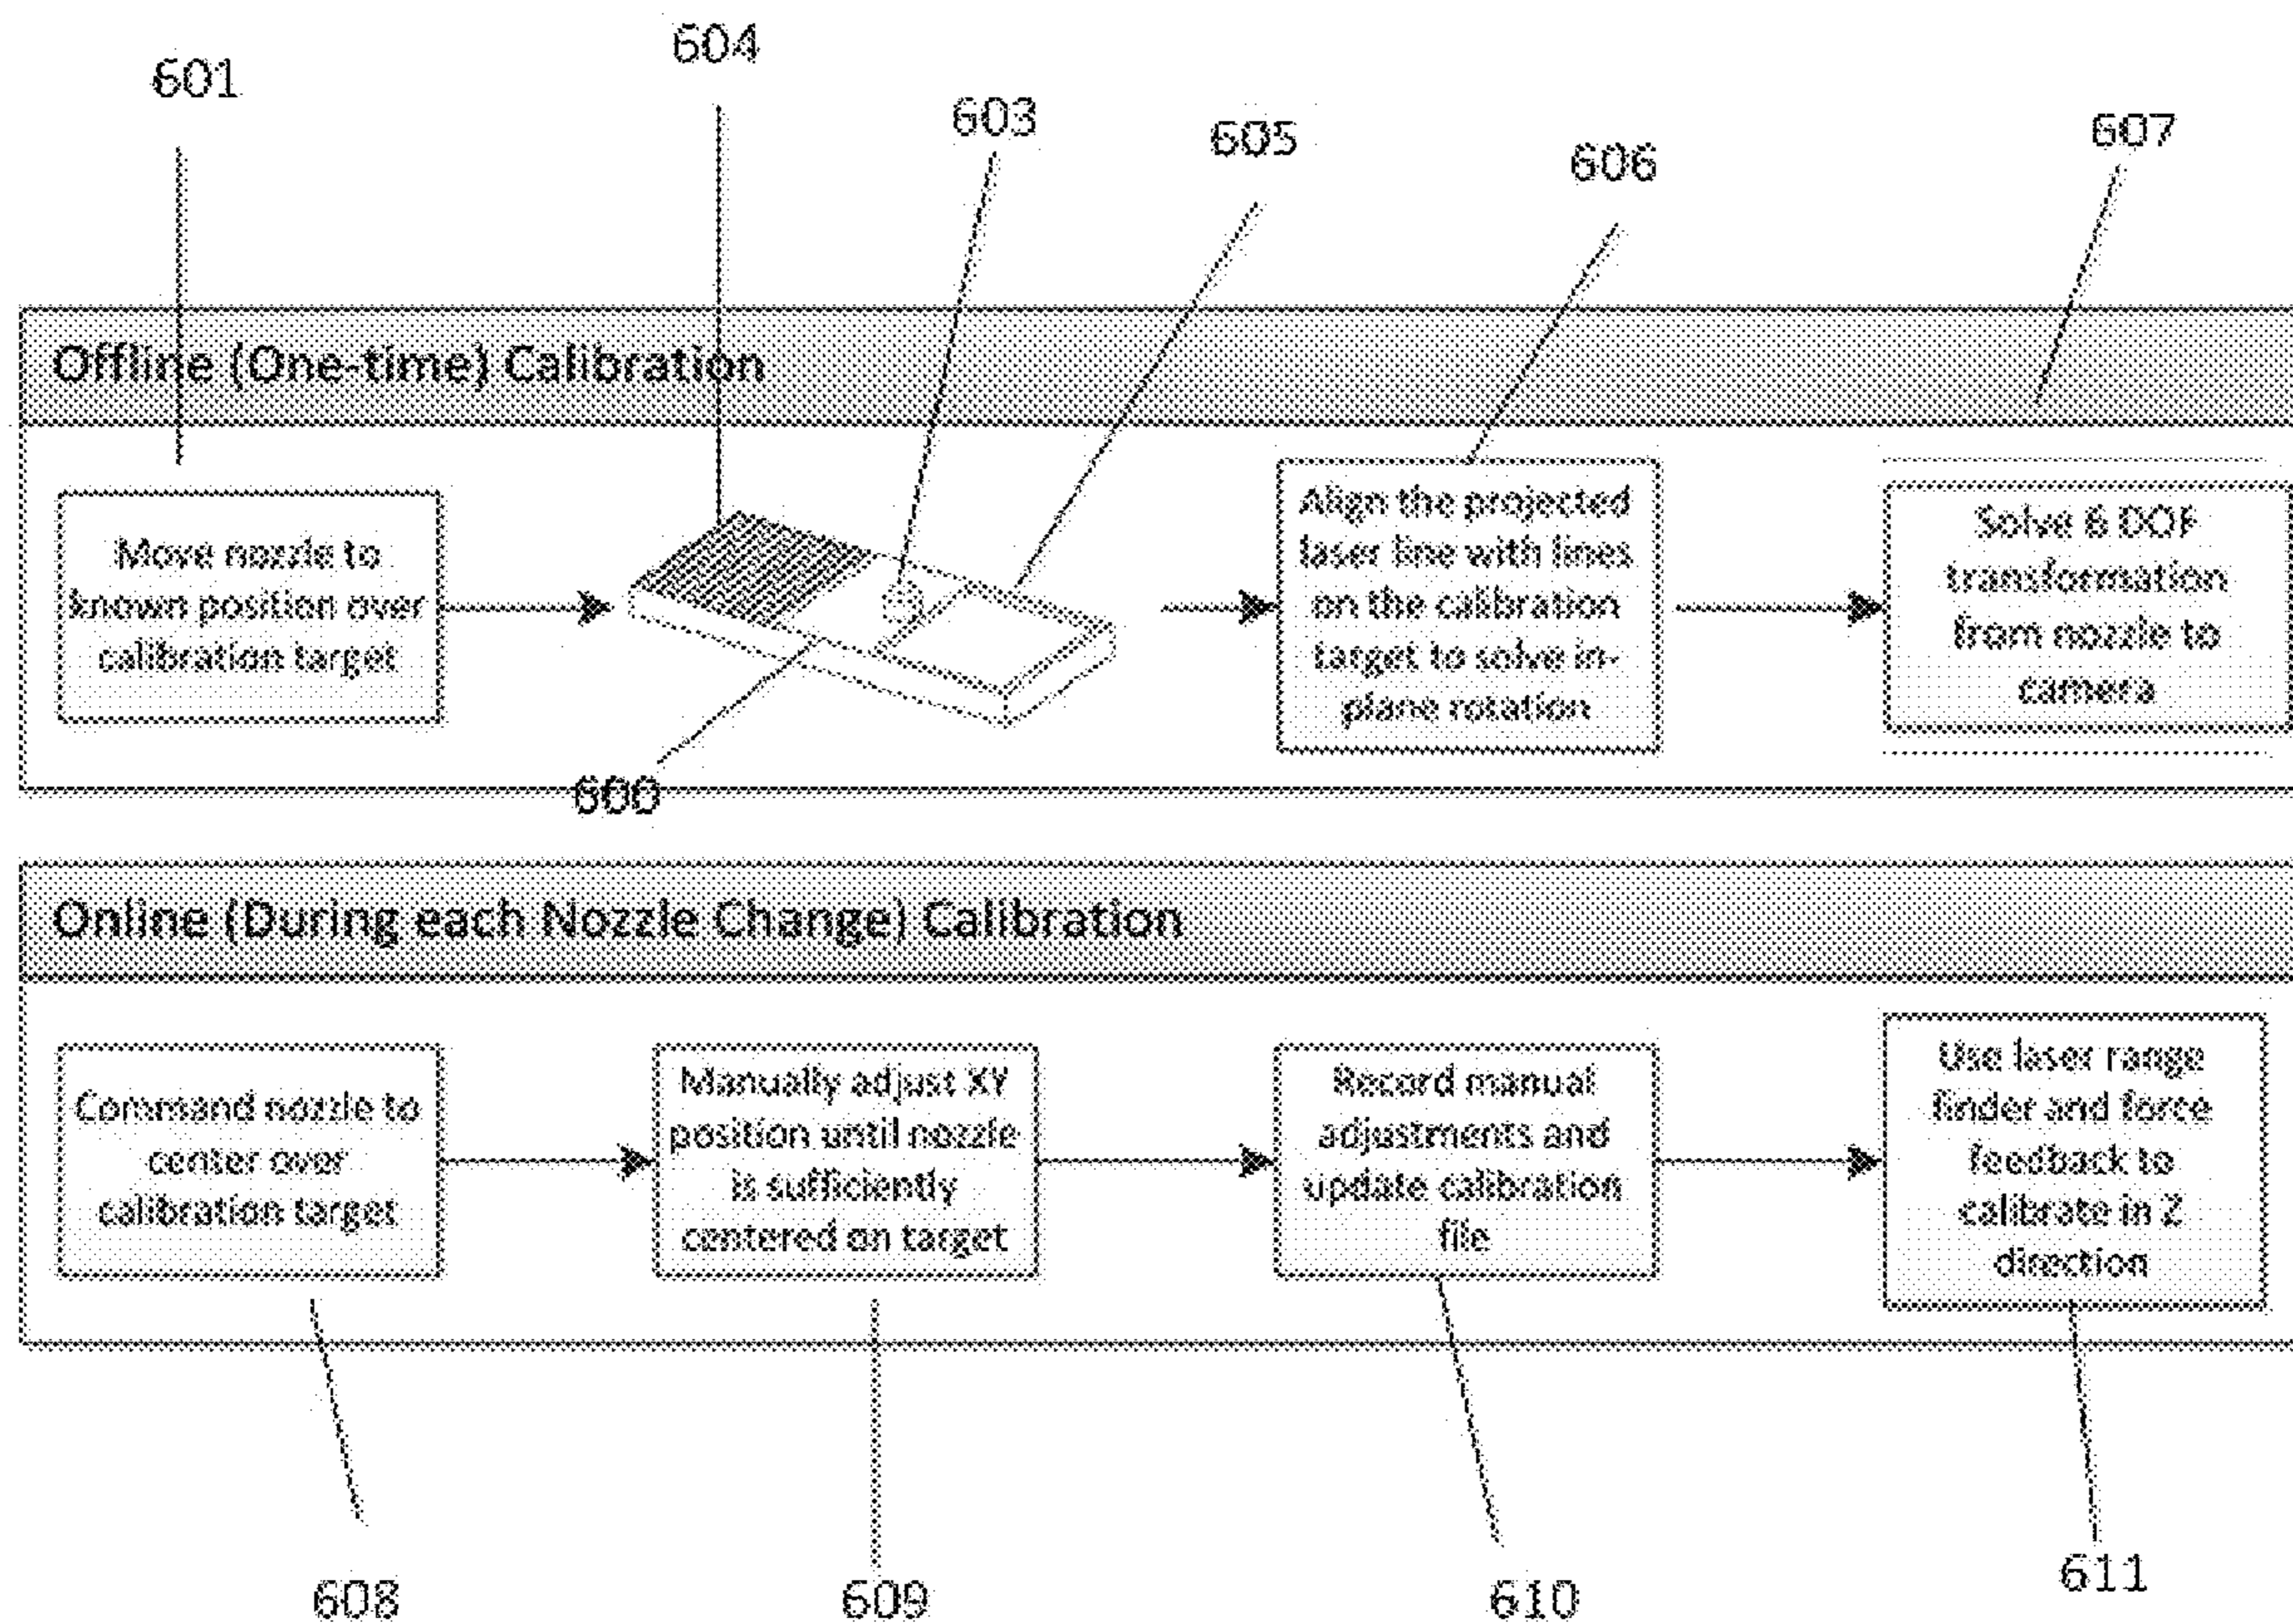 604
601
603
605
607
606
Offline (One-time) Calibration
Move nozzle to
known position over
calibration target
Align the projected
laser line with lines
on the calibration
target to solve in-
plane rotation
Solve 6 DOF
transformation
from nozzle to
camera
600
Online (During each Nozzle Change) Calibration
Command nozzle to
center over
calibration target
Manually adjust XY
position until nozzle
is sufficiently
centered on target
Record manual
adjustments and
update calibration
file
Use laser range
finder and force
feedback to
calibrate in Z
direction
608
609
610
611